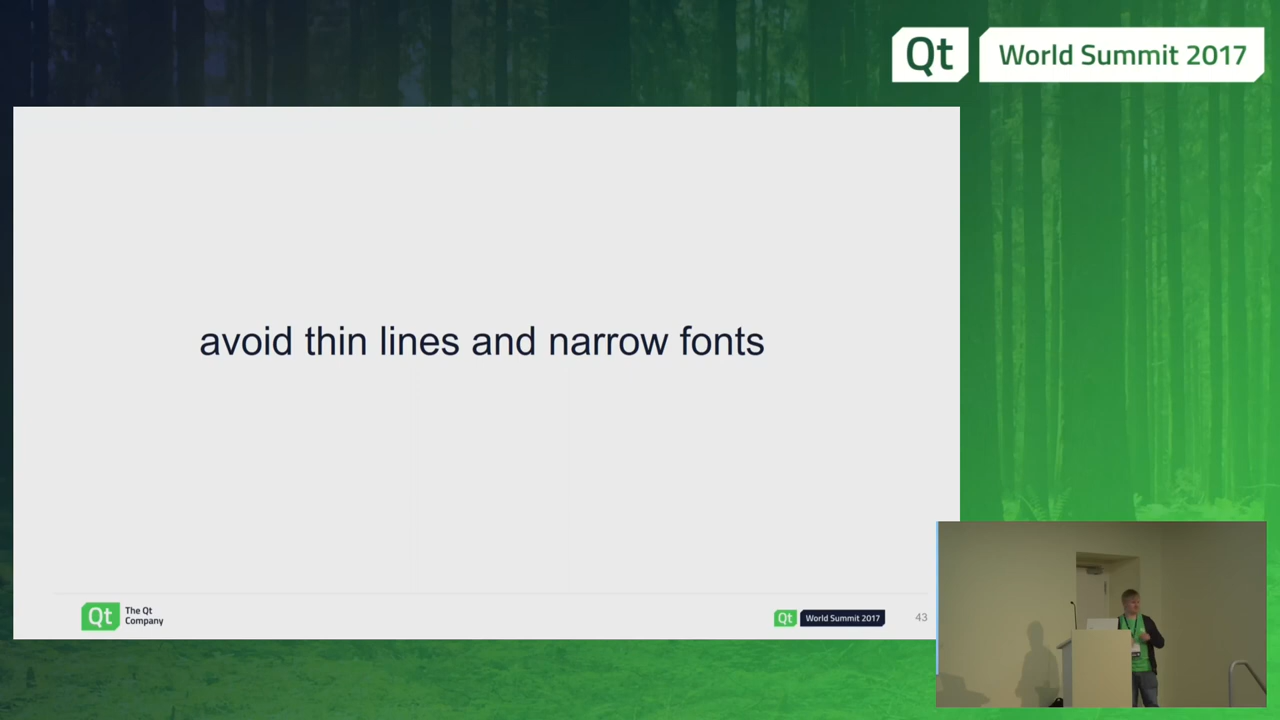 Qt
World Summit 2017
avoid thin lines and narrow fonts
Qt
The Qt
Company
Qt
World Summit 2017
43